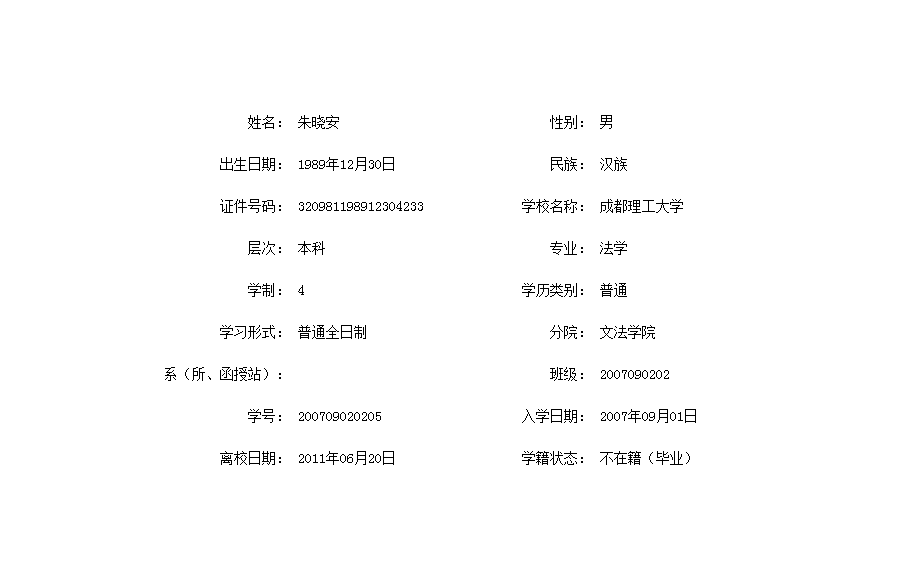 姓名： 朱晓安 性别： 男
出生日期： 1989年12月30日 民族： 汉族
证件号码： 320981198912304233 学校名称： 成都理工大学
层次： 本科 专业： 法学
学制： 4 学历类别： 普通
学习形式： 普通全日制 分院： 文法学院
系（所、函授站）： 班级： 2007090202
学号： 200709020205 入学日期： 2007年09月01日
离校日期： 2011年06月20日 学籍状态： 不在籍（毕业）